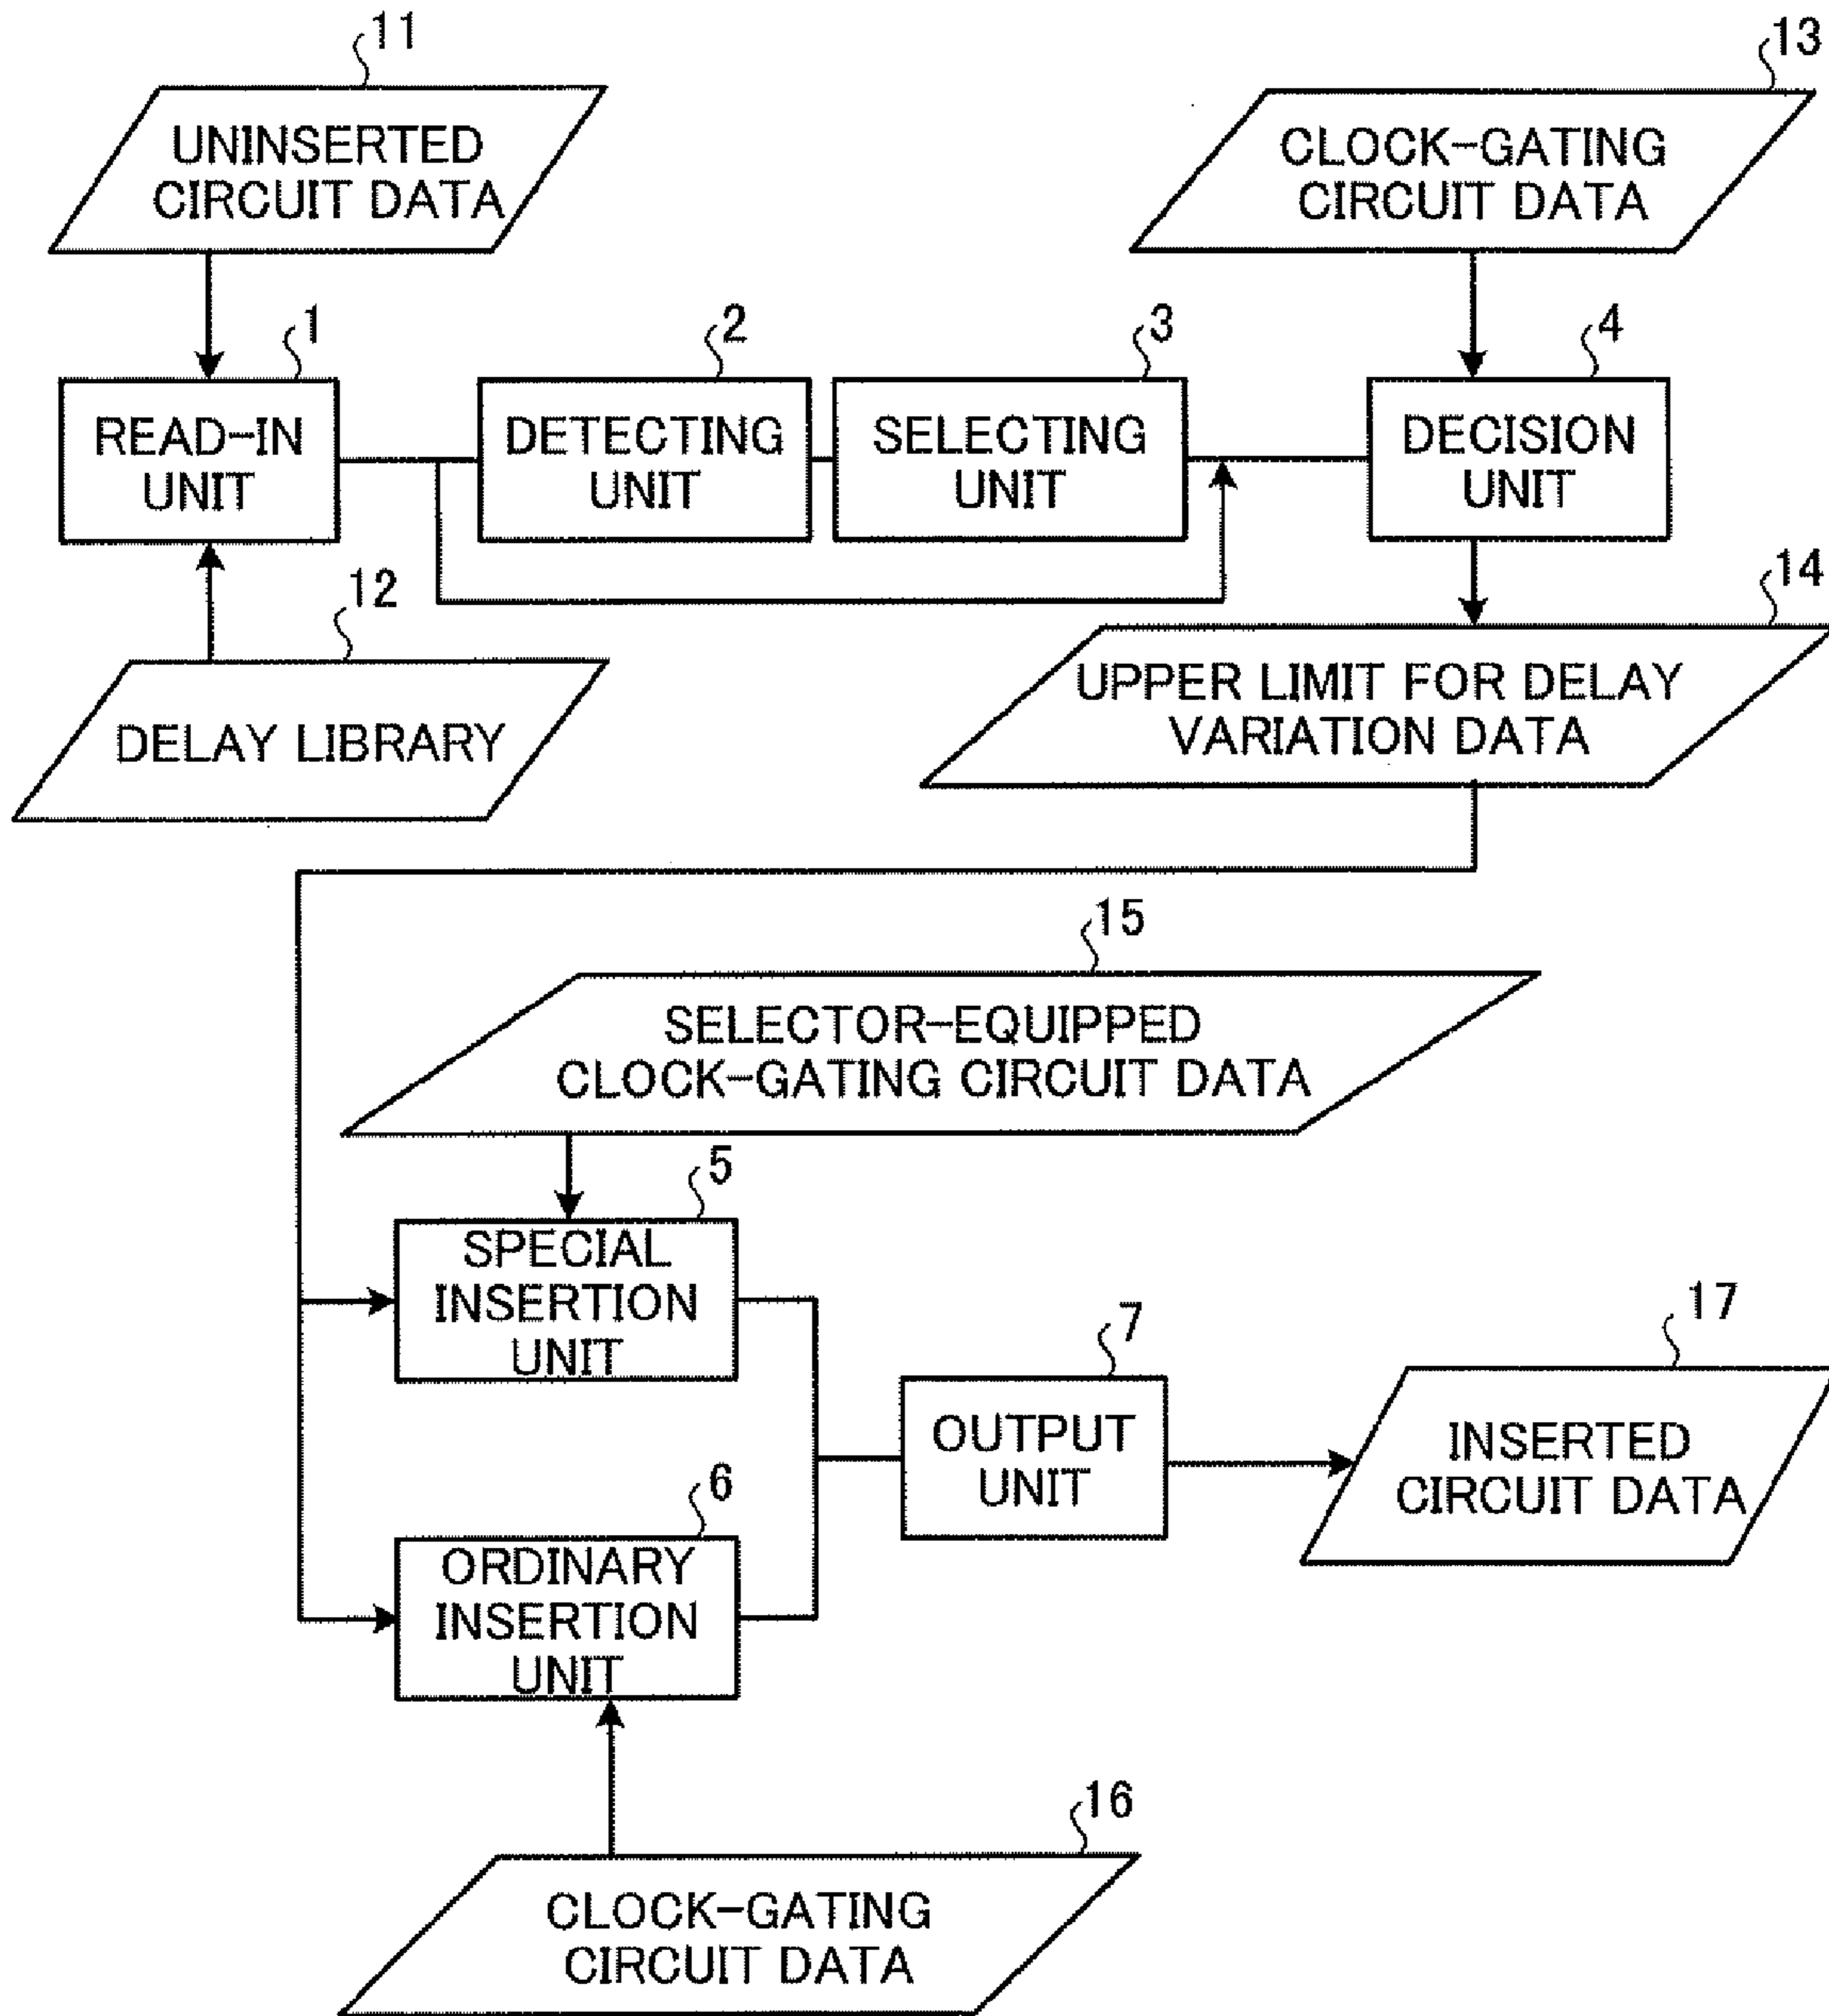 11
13
UNINSERTED
CIRCUIT DATA
CLOCK-GATING
CIRCUIT DATA
1
2
3
4
READ-IN
UNIT
DETECTING
UNIT
SELECTING
UNIT
DECISION
UNIT
12
14
DELAY LIBRARY
UPPER LIMIT FOR DELAY
VARIATION DATA
15
SELECTOR-EQUIPPED
CLOCK-GATING CIRCUIT DATA
5
SPECIAL
INSERTION
UNIT
7
17
OUTPUT
UNIT
INSERTED
CIRCUIT DATA
6
ORDINARY
INSERTION
UNIT
16
CLOCK-GATING
CIRCUIT DATA